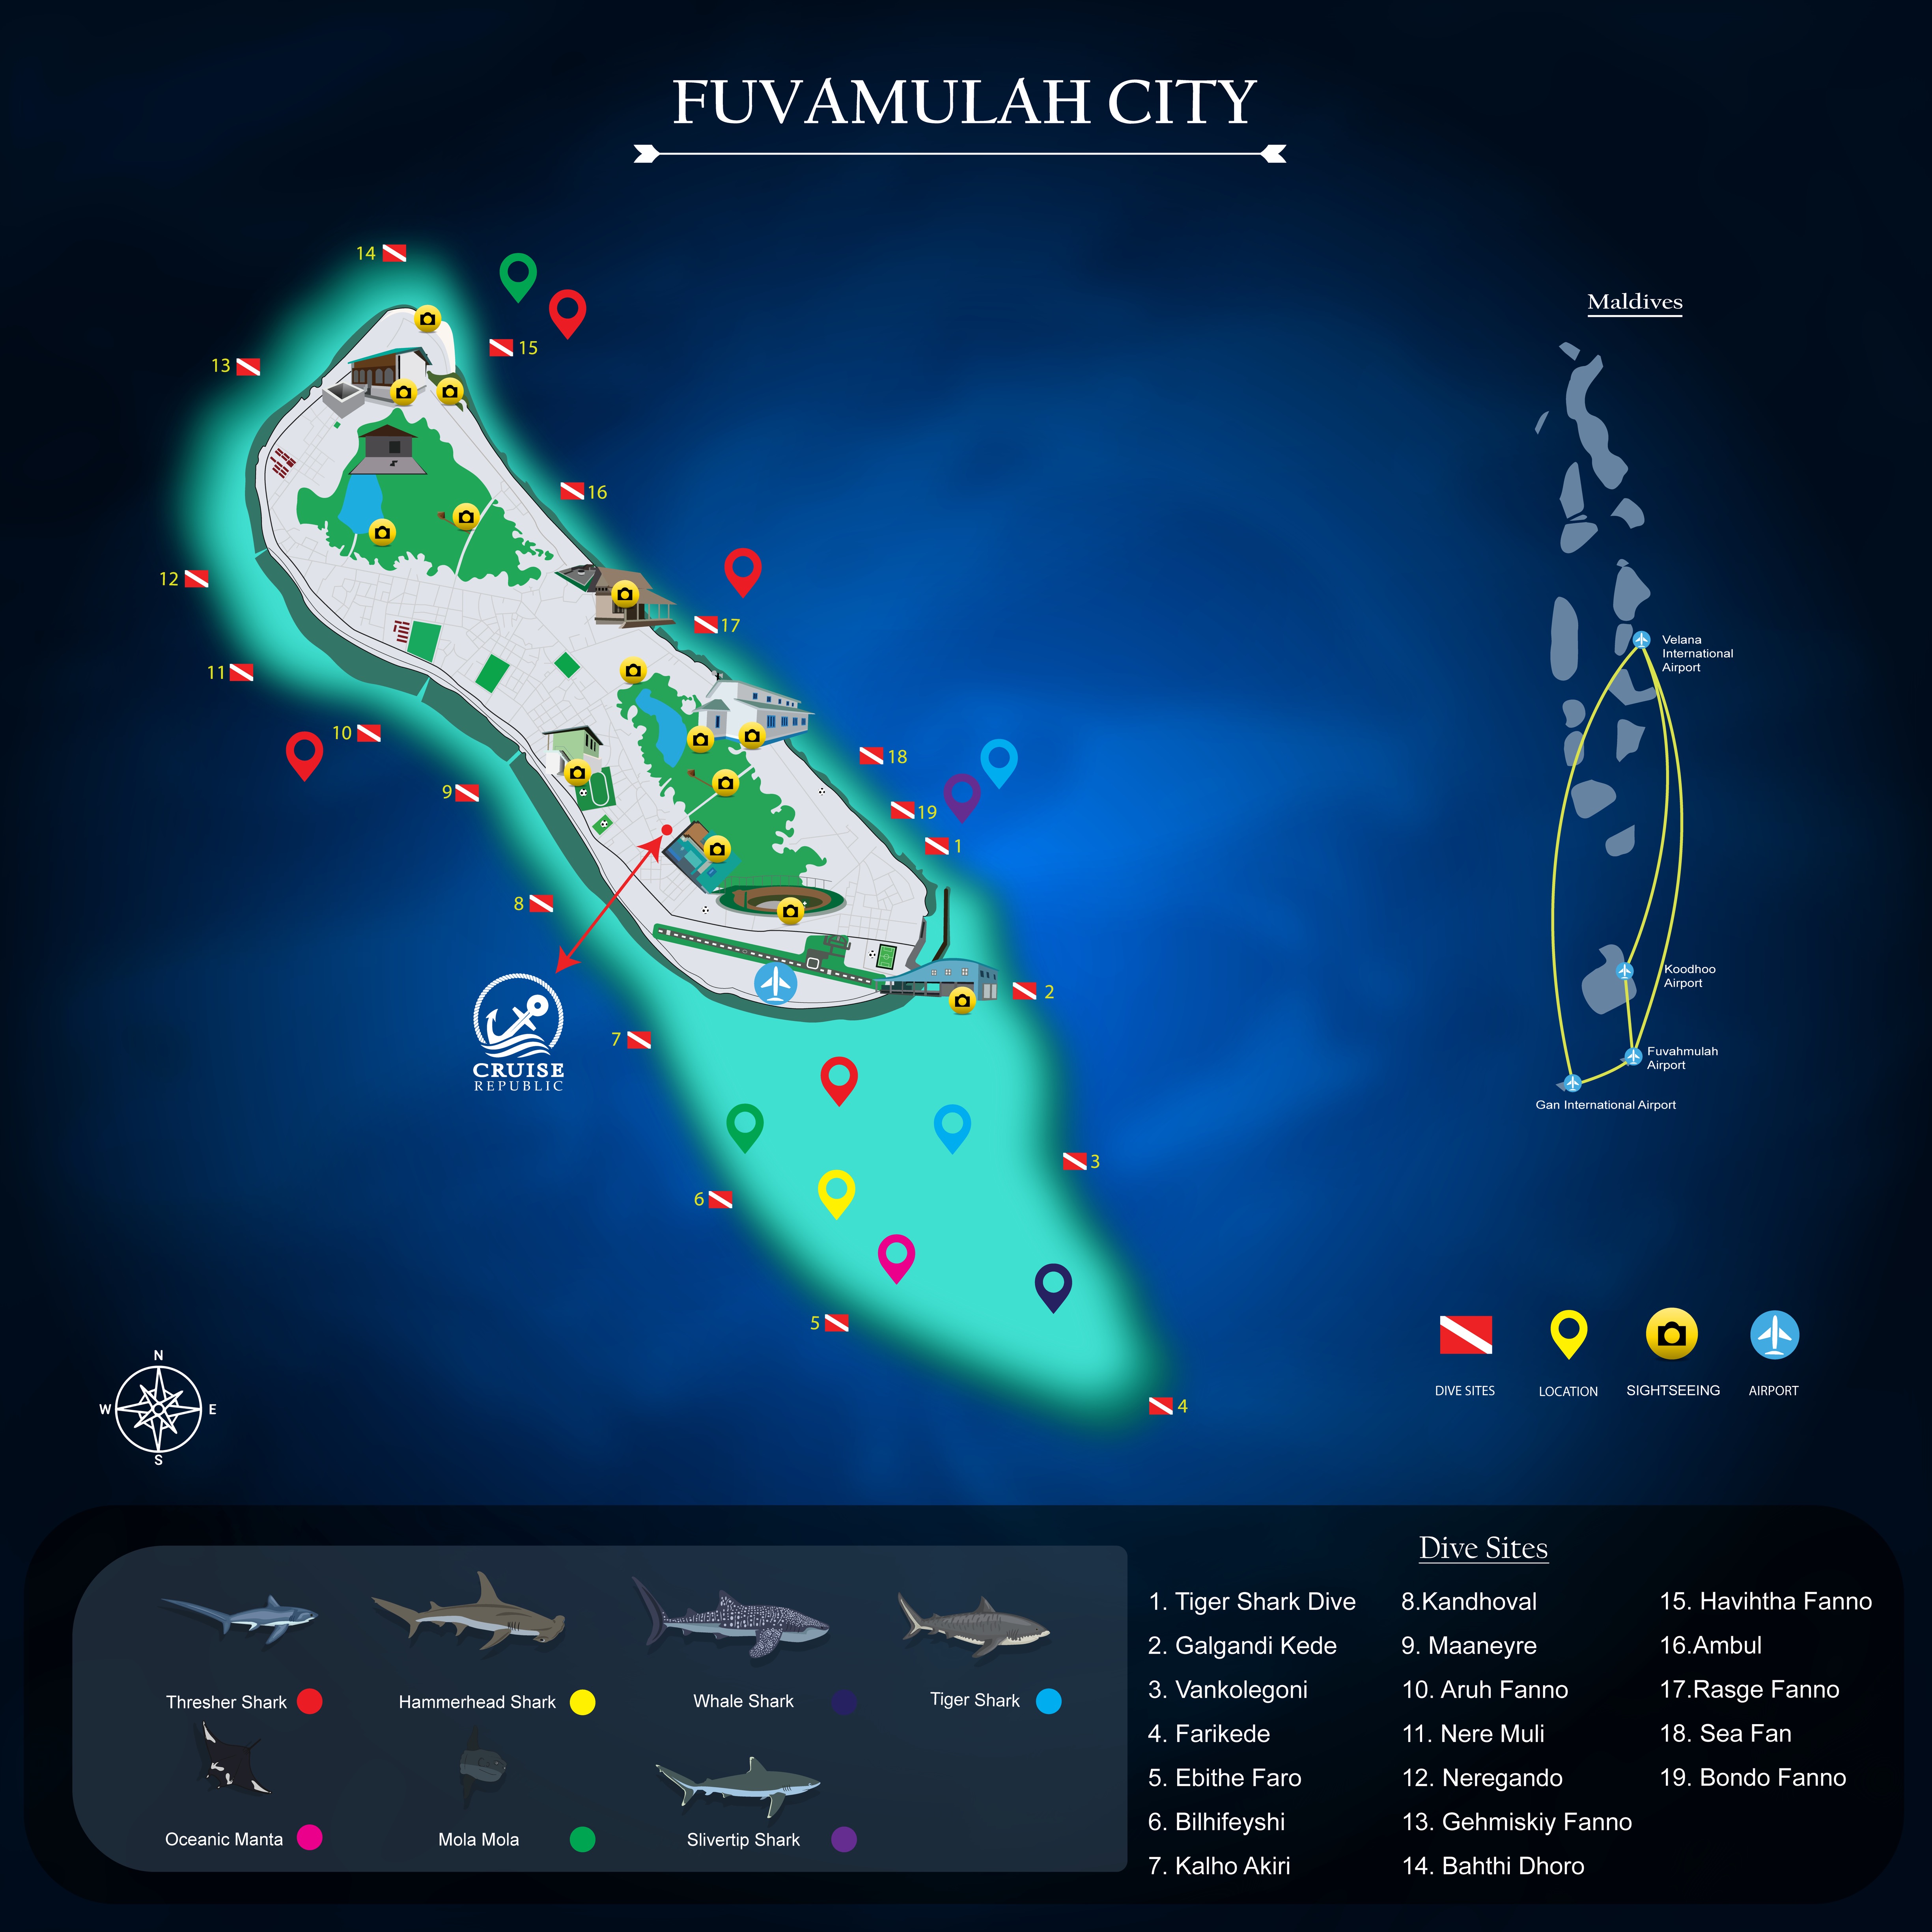 FUVAMULAH CITY
Maldives
14
15
13
16
12
17
11
10
9
18
19
1
8
2
7
3
6
5
4
CRUISE
REPUBLIC
Velana
International
Airport
Koodhoo
Airport
Fuvahmulah
Airport
Gan International Airport
N
W
E
S
DIVE SITES
LOCATION
SIGHTSEEING
AIRPORT
Thresher Shark
Hammerhead Shark
Whale Shark
Tiger Shark
Oceanic Manta
Mola Mola
Slivertip Shark
Dive Sites
1. Tiger Shark Dive
2. Galgandi Kede
3. Vankolegoni
4. Farikede
5. Ebithe Faro
6. Bilhifeyshi
7. Kalho Akiri
8.Kandhoval
9. Maaneyre
10. Aruh Fanno
11. Nere Muli
12. Neregando
13. Gehmiskiy Fanno
14. Bahthi Dhoro
15. Havihtha Fanno
16.Ambul
17.Rasge Fanno
18. Sea Fan
19. Bondo Fanno